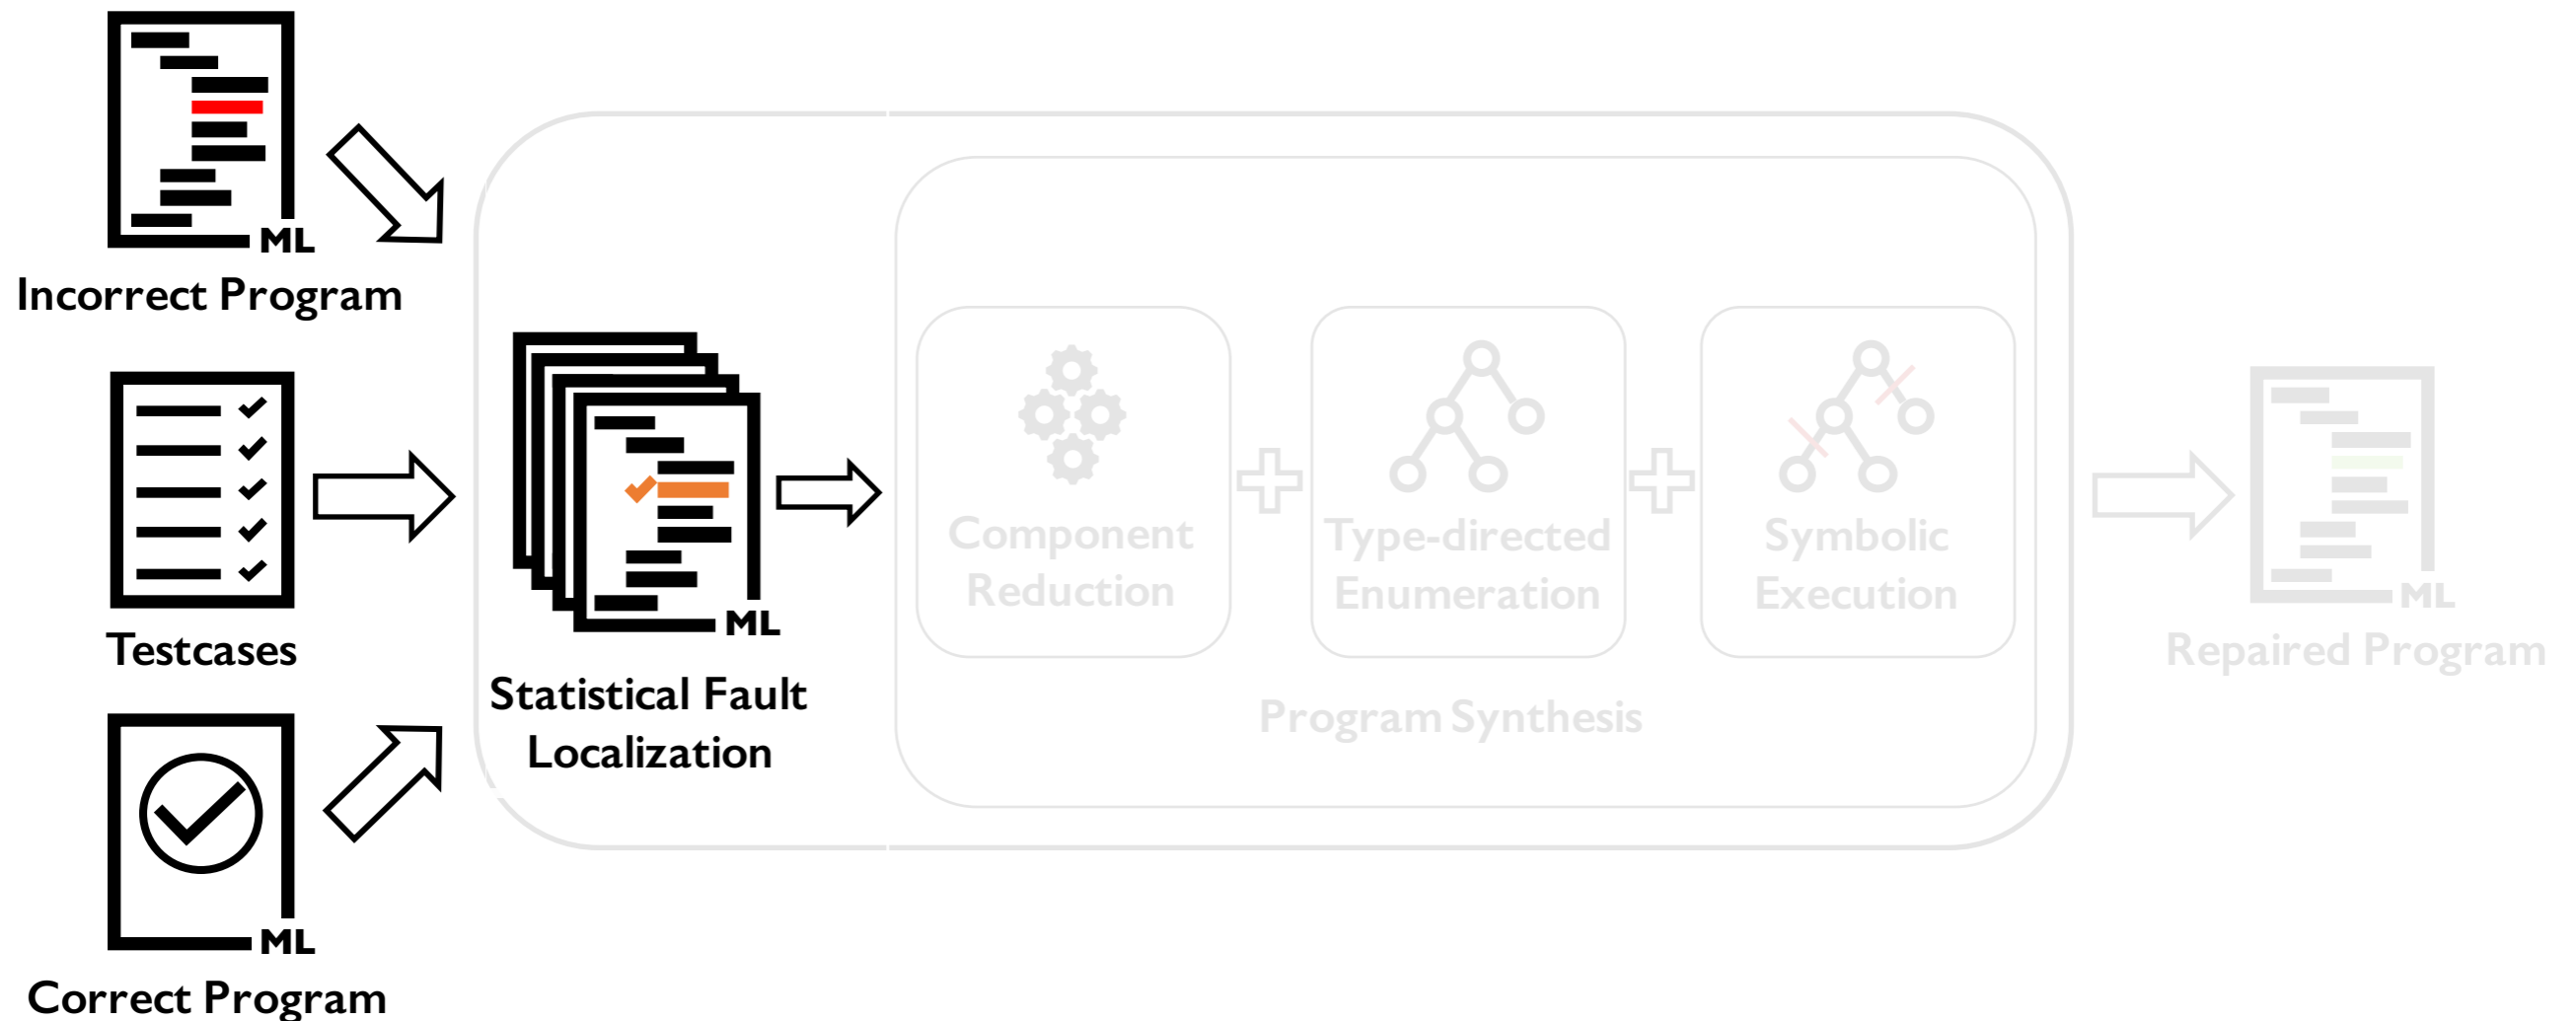 ML
Incorrect Program
Testcases
ML
Correct Program
ML
Statistical Fault
Localization
Component
Reduction
Type-directed
Enumeration
Symbolic
Execution
Program Synthesis
ML
Repaired Program